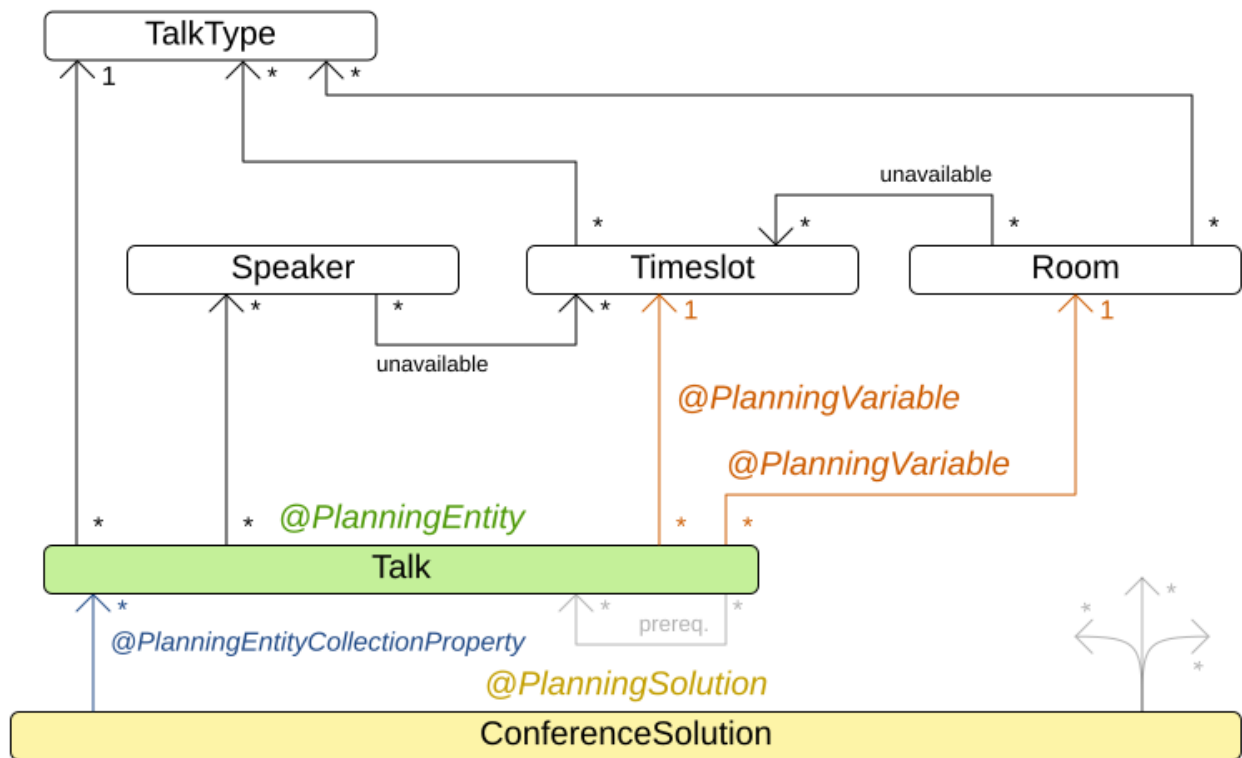 TalkType
1 * *
unavailable
* * * *
Speaker Timeslot Room
* * * 1 1
unavailable
@PlanningVariable
@PlanningVariable
* * @PlanningEntity * *
Talk
* * * *
@PlanningEntityCollectionProperty prereq. * *
@PlanningSolution
ConferenceSolution